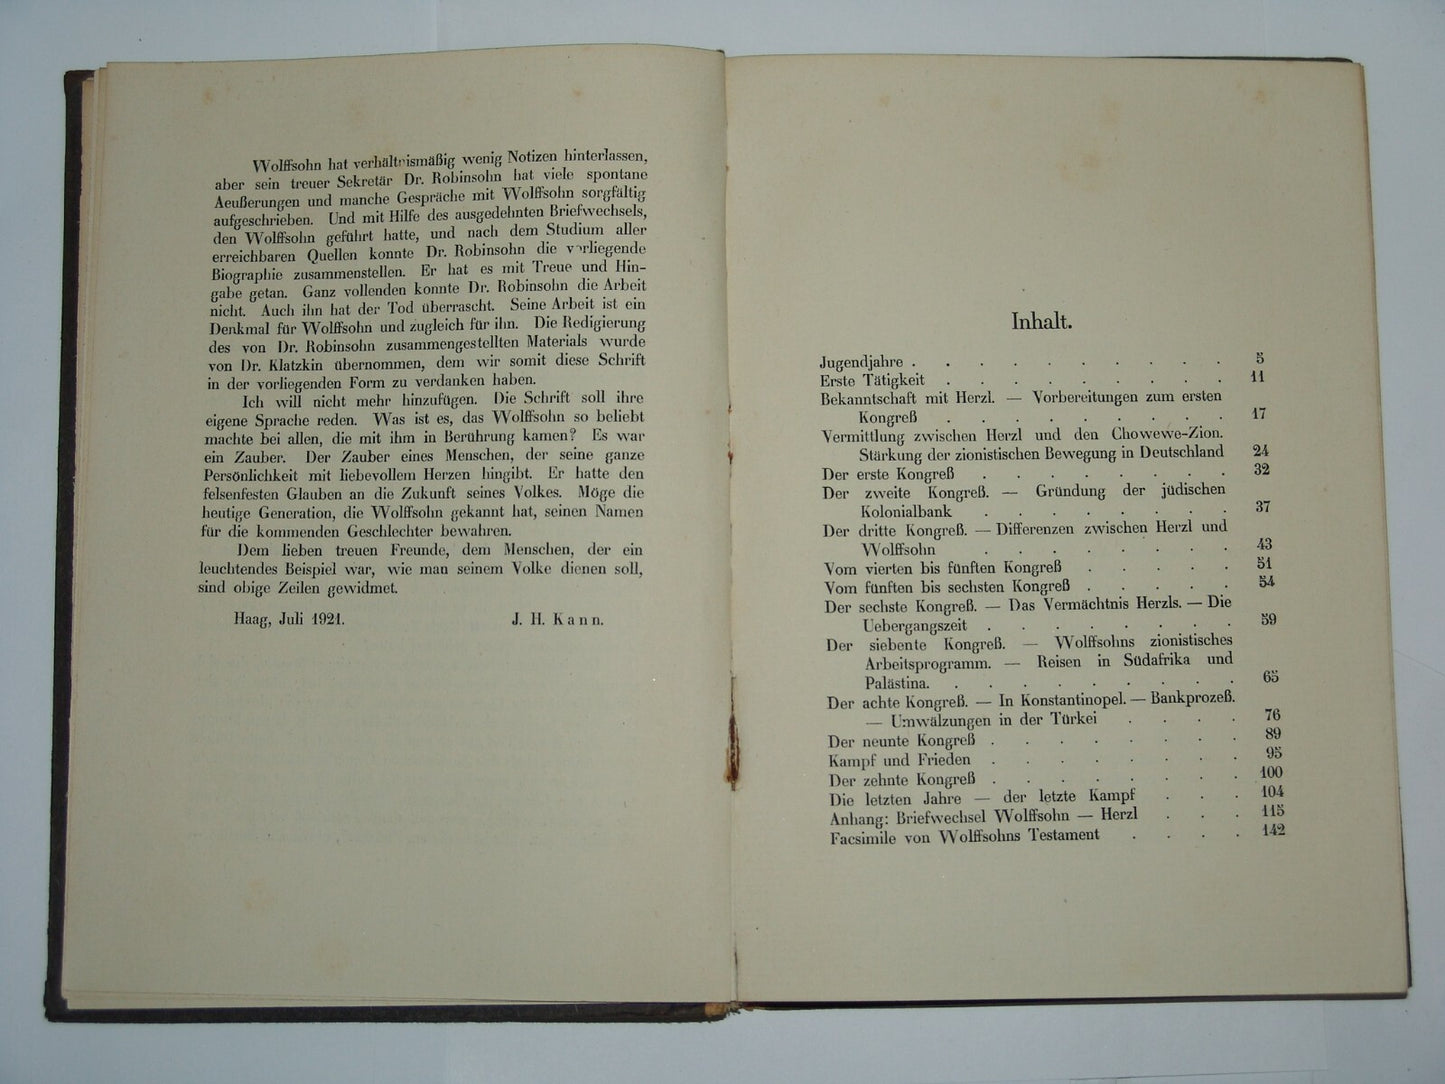 Wolffsohn hat verhältnismäßig wenig Notizen hinterlassen,
aber sein treuer Sekretär Dr. Robinsohn hat viele spontane
Aeußerungen und manche Gespräche mit Wolffsohn sorgfältig
aufgeschrieben. Und mit Hilfe des ausgedehnten Briefwechsels,
den Wolffsohn geführt hatte, und nach dem Studium aller
erreichbaren Quellen konnte Dr. Robinsohn die vorliegende
Biographie zusammenstellen. Er hat es mit Treue und Hin-
gabe getan. Ganz vollenden konnte Dr. Robinsohn die Arbeit
nicht. Auch ihn hat der Tod überrascht. Seine Arbeit ist ein
Denkmal für Wolffsohn und zugleich für ihn. Die Redigierung
des von Dr. Robinsohn zusammengestellten Materials wurde
von Dr. Klatzkin übernommen, dem wir somit diese Schrift
in der vorliegenden Form zu verdanken haben.
Ich will nicht mehr hinzufügen. Die Schrift soll ihre
eigene Sprache reden. Was ist es, das Wolffsohn so beliebt
machte bei allen, die mit ihm in Berührung kamen? Es war
ein Zauber. Der Zauber eines Menschen, der seine ganze
Persönlichkeit mit liebevollem Herzen hingibt. Er hatte den
felsenfesten Glauben an die Zukunft seines Volkes. Möge die
heutige Generation, die Wolffsohn gekannt hat, seinen Namen
für die kommenden Geschlechter bewahren.
Dem lieben treuen Freunde, dem Menschen, der ein
leuchtendes Beispiel war, wie man seinem Volke dienen soll,
sind obige Zeilen gewidmet.
Haag, Juli 1921. J. H. Kann.
Inhalt.
Jugendjahre . . . . . . . . . . 5
Erste Tätigkeit . . . . . . . . . 11
Bekanntschaft mit Herzl. — Vorbereitungen zum ersten
Kongreß . . . . . . . . . 17
Vermittlung zwischen Herzl und den Chowewe-Zion.
Stärkung der zionistischen Bewegung in Deutschland 24
Der erste Kongreß . . . . . . . . 32
Der zweite Kongreß. — Gründung der jüdischen
Kolonialbank . . . . . . . . 37
Der dritte Kongreß. — Differenzen zwischen Herzl und
Wolffsohn . . . . . . . . 43
Vom vierten bis fünften Kongreß . . . . . 51
Vom fünften bis sechsten Kongreß . . . . . 54
Der sechste Kongreß. — Das Vermächtnis Herzls. — Die
Uebergangszeit . . . . . . . . 59
Der siebente Kongreß. — Wolffsohns zionistisches
Arbeitsprogramm. — Reisen in Südafrika und
Palästina. . . . . . . . . . 65
Der achte Kongreß. — In Konstantinopel. — Bankprozeß.
— Umwälzungen in der Türkei . . . . 76
Der neunte Kongreß . . . . . . . . 89
Kampf und Frieden . . . . . . . . 95
Der zehnte Kongreß . . . . . . . . 100
Die letzten Jahre — der letzte Kampf . . . 104
Anhang: Briefwechsel Wolffsohn — Herzl . . . 115
Facsimile von Wolffsohns Testament . . . . 142